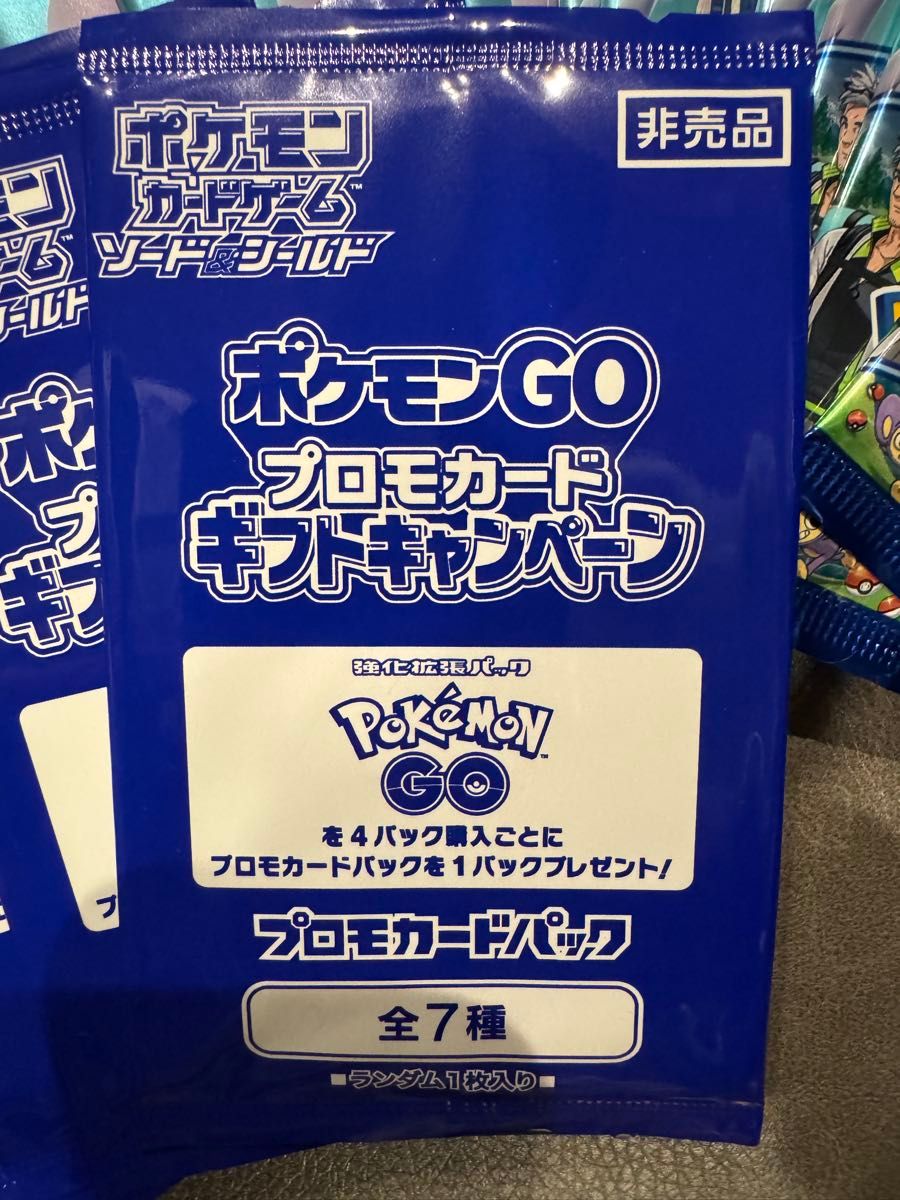 非売品
ポケモン
カードゲーム™
ソード&シールド
ポケモンGO
プロモカード
ギフトキャンペーン
強化拡張パック
POKéMON™
GO
を4パック購入ごとに
プロモカードパックを1パックプレゼント!
プロモカードパック
全7種
■ランダム1枚入り■